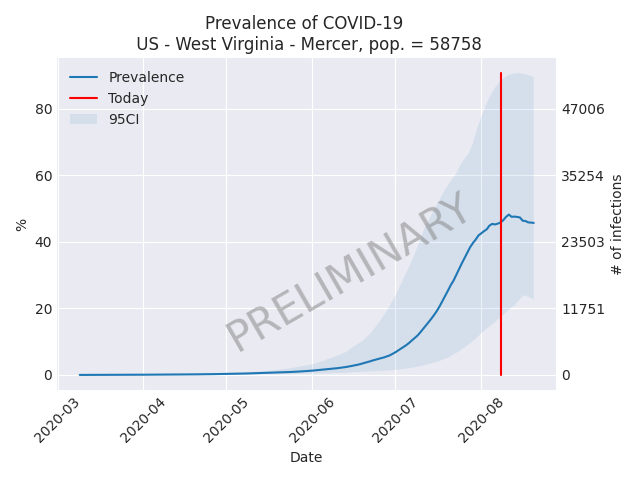 Prevalence of COVID-19
US - West Virginia - Mercer, pop. = 58758
Prevalence
Today
95CI
PRELIMINARY
%
80
60
40
20
0
# of infections
47006
35254
23503
11751
0
2020-03
2020-04
2020-05
2020-06
2020-07
2020-08
Date